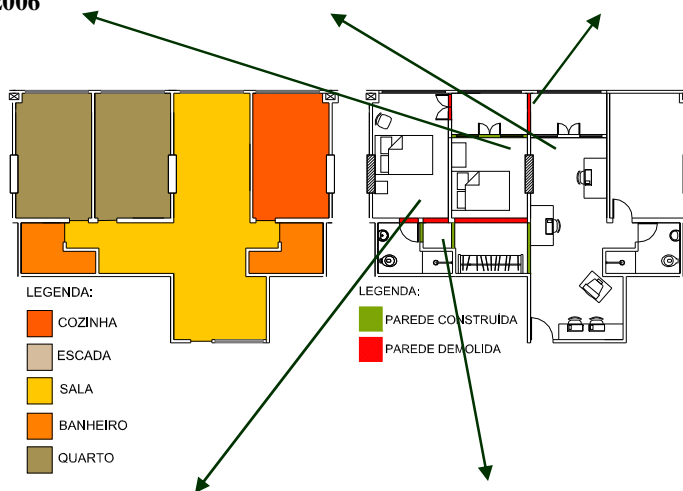 2006
LEGENDA:
COZINHA
ESCADA
SALA
BANHEIRO
QUARTO
LEGENDA:
PAREDE CONSTRUÍDA
PAREDE DEMOLIDA